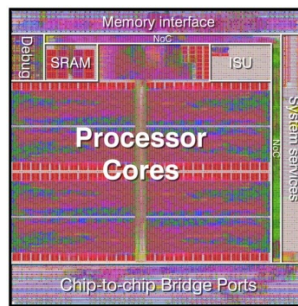 Memory interface
NoC
Debug
SRAM
ISU
Processor
Cores
NoC
System services
Chip-to-chip Bridge Ports